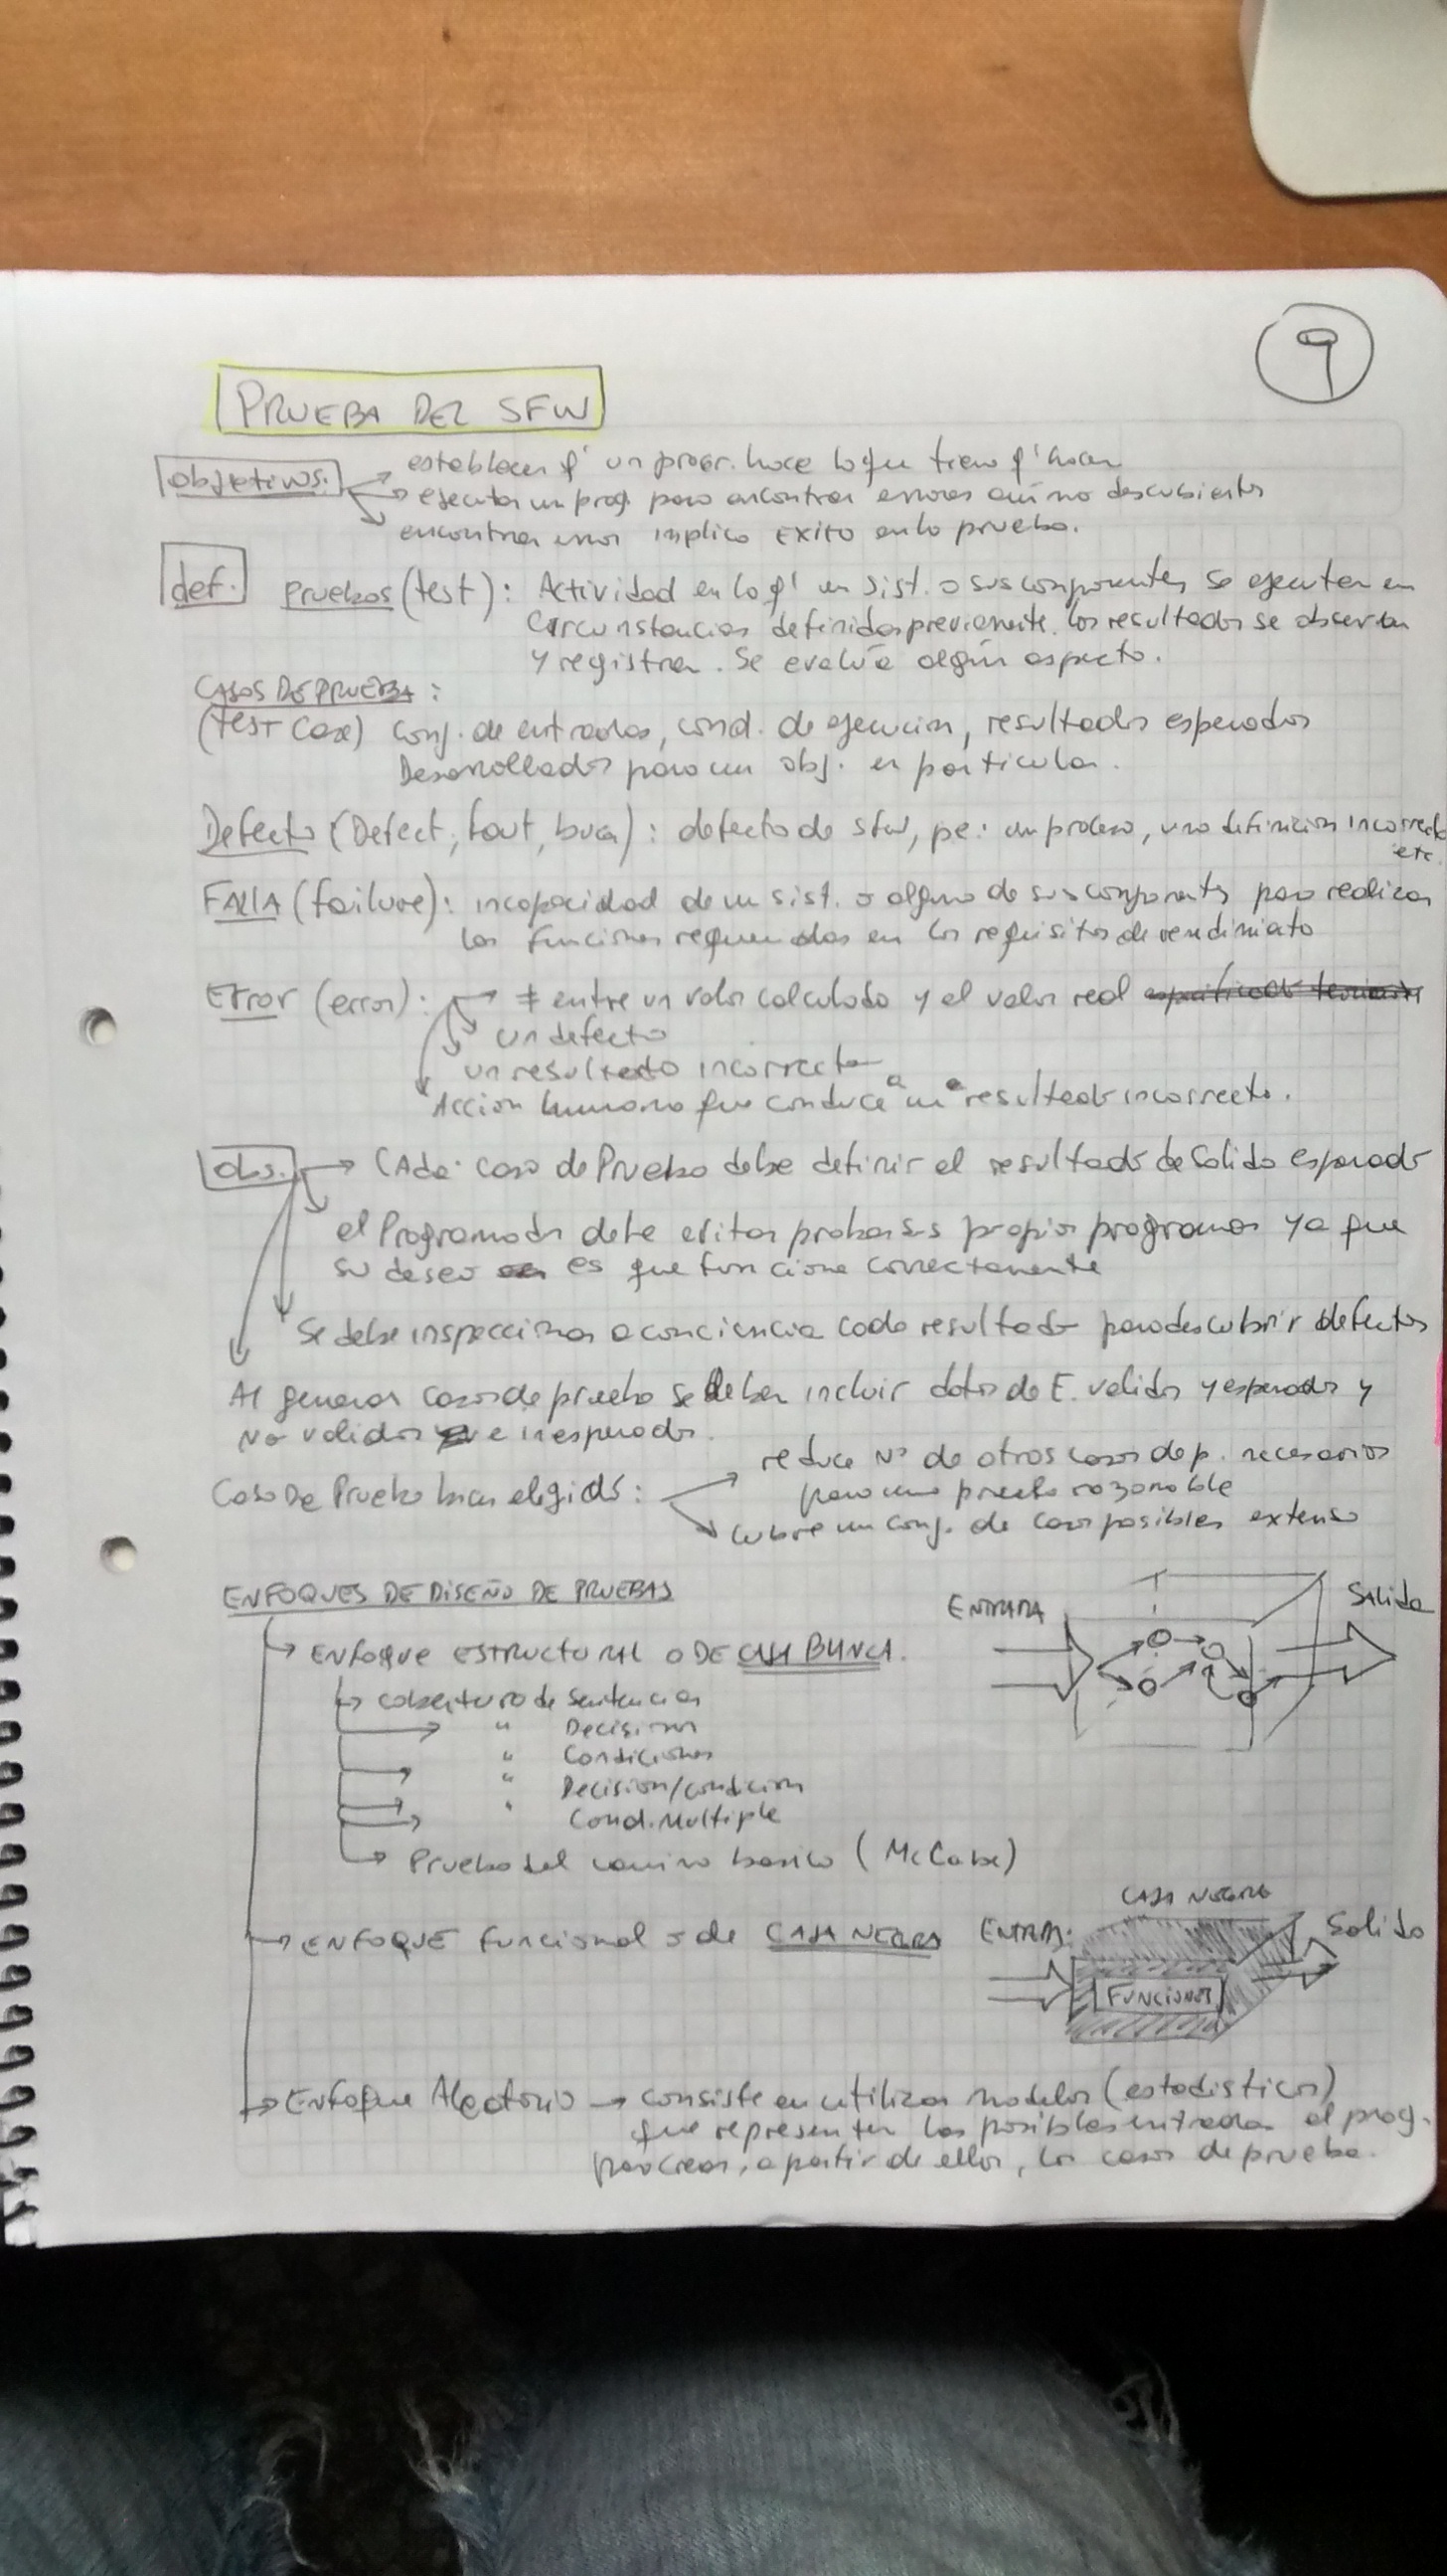 9
PRUEBA DEL SFW
objetivos:
establecer q' un progr. hace lo que tiene q' hacer
ejecutar un prog. para encontrar errores aún no descubiertos
encontrar error implica EXITO en la prueba.
def.
Pruebas (test): Actividad en la q' un Sist. o sus componentes se ejecutan en
Circunstancias definidas previamente. los resultados se observan
y registran. Se evalúa algún aspecto.
CASOS DE PRUEBA:
(test case) Conj. de entradas, cond. de ejecucion, resultados esperados
Desarrollados para un obj. en particular.
Defecto (Defect, fout, bug): defecto de sfw, pe: un proceso, una definicion incorrecta
etc.
FALLA (failure): incapacidad de un sist. o alguno de sus componentes para realizar
las funciones requeridas en los requisitos de rendimiato
Error (error): ≠ entre un valor calculado y el valor real
un defecto
un resultado incorrecto
Accion humana que conduce a un resultado incorrecto.
obs:
CAda caso de Prueba debe definir el resultado de Salida esperado
el Programador debe evitar probar sus propios programas ya que
su deseo es que funcione correctamente
Se debe inspeccionar a conciencia cada resultado para descubrir defectos
Al generar casos de prueba se deben incluir datos de E. validos y esperados y
No validos e inesperados.
Caso De Prueba bien elegido:
reduce Nº de otros casos de p. necesarios
para una prueba razonable
Cubre un conj. de casos posibles extenso
ENFOQUES DE DISEÑO DE PRUEBAS
ENTRADA
SAlida
Enfoque ESTRUCTURAL o DE CAJA BLANCA.
cobertura de Sentencias
" Decisiones
" Condiciones
" Decision/condicion
" Cond. Multiple
Prueba del camino basico (McCabe)
CAJA NEGRA
ENFOQUE funcional o de CAJA NEGRA
ENTRADA
Salida
FUNCIONES
Enfoque Aleatorio → consiste en utilizar modelos (estadisticos)
que representen las posibles entradas al prog.
para crear, a partir de ellos, los casos de prueba.